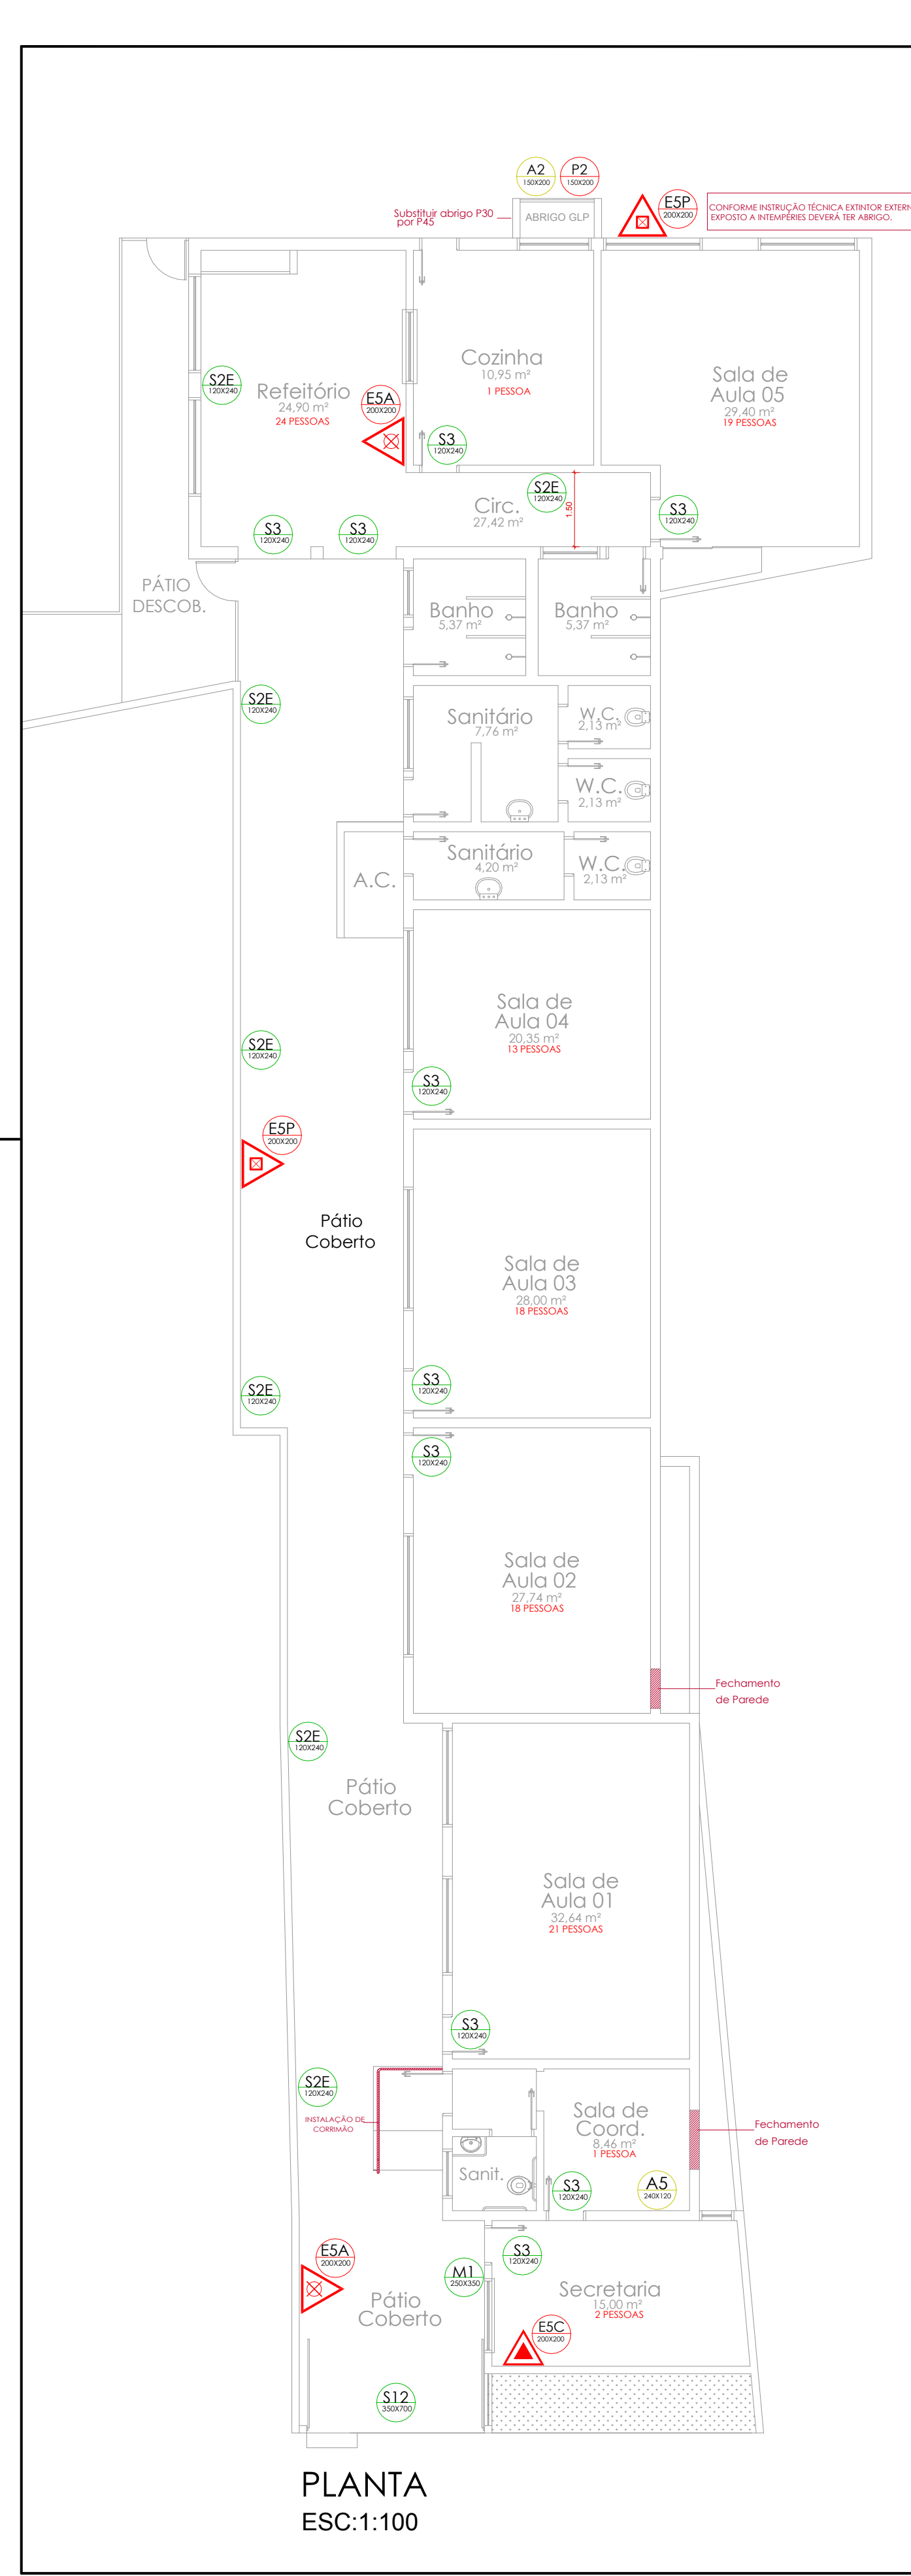 A2
150X200
P2
150X200
Substituir abrigo P30
por P45
ABRIGO GLP
E5P
200X200
CONFORME INSTRUÇÃO TÉCNICA EXTINTOR EXTERN
EXPOSTO A INTEMPÉRIES DEVERÁ TER ABRIGO.
S2E
120X240
Refeitório
24,90 m²
24 PESSOAS
E5A
200X200
Cozinha
10,95 m²
1 PESSOA
S3
120X240
Sala de
Aula 05
29,40 m²
19 PESSOAS
S2E
120X240
Circ.
27,42 m²
1.50
S3
120X240
S3
120X240
S3
120X240
PÁTIO
DESCOB.
Banho
5,37 m²
Banho
5,37 m²
S2E
120X240
Sanitário
7,76 m²
W.C.
2,13 m²
W.C.
2,13 m²
Sanitário
4,20 m²
W.C.
2,13 m²
A.C.
Sala de
Aula 04
20,35 m²
13 PESSOAS
S2E
120X240
S3
120X240
E5P
200X200
Pátio
Coberto
Sala de
Aula 03
28,00 m²
18 PESSOAS
S3
120X240
S2E
120X240
S3
120X240
Sala de
Aula 02
27,74 m²
18 PESSOAS
Fechamento
de Parede
S2E
120X240
Pátio
Coberto
Sala de
Aula 01
32,64 m²
21 PESSOAS
S3
120X240
S2E
120X240
INSTALAÇÃO DE
CORRIMÃO
Sala de
Coord.
8,46 m²
1 PESSOA
Fechamento
de Parede
Sanit.
S3
120X240
A5
240X120
E5A
200X200
S3
120X240
M1
250X350
Pátio
Coberto
Secretaria
15,00 m²
2 PESSOAS
E5C
200X200
S12
350X700
PLANTA
ESC:1:100